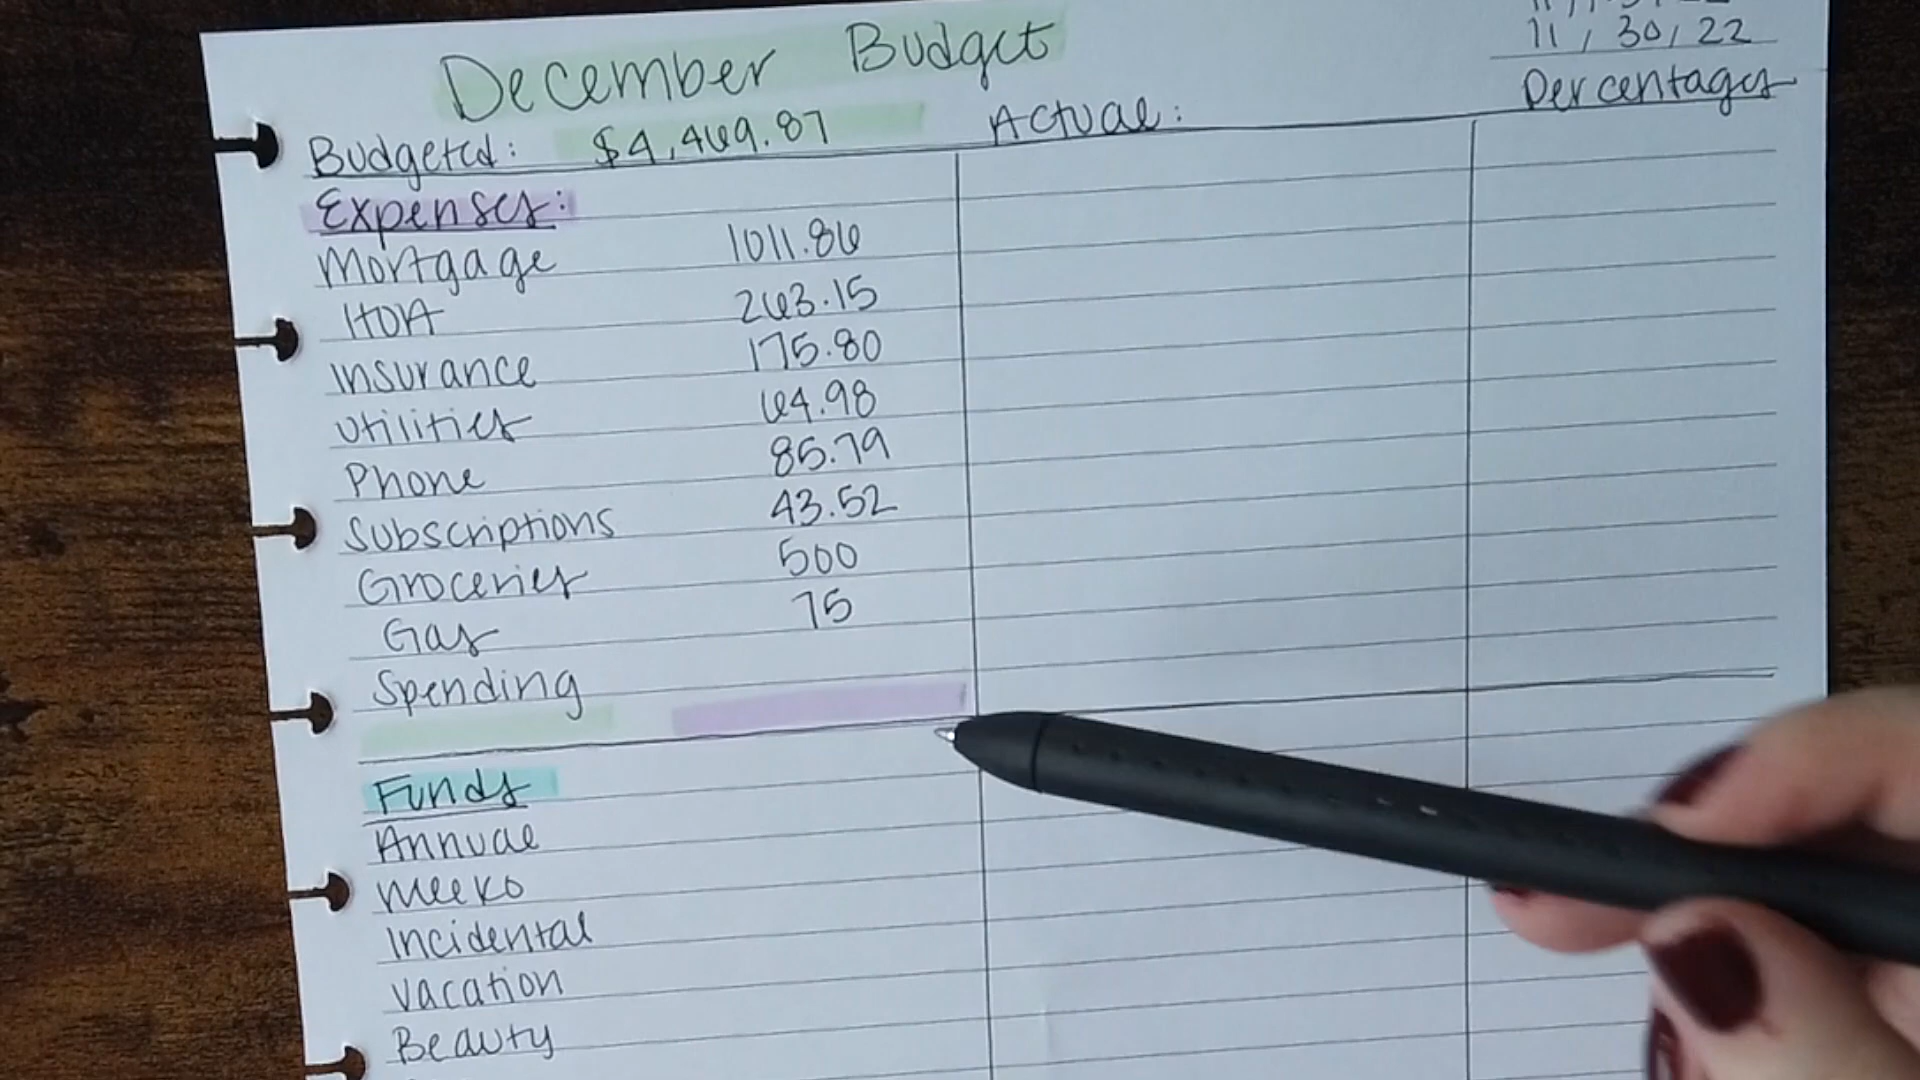 11/30/22
December Budget
Percentages
Budgeted: $4,469.87 Actual:
Expenses:
Mortgage 1011.86
HOA 263.15
Insurance 175.80
Utilities 64.98
Phone 85.79
Subscriptions 43.52
Groceries 500
Gas 75
Spending
Funds
Annual
Meeko
Incidental
Vacation
Beauty